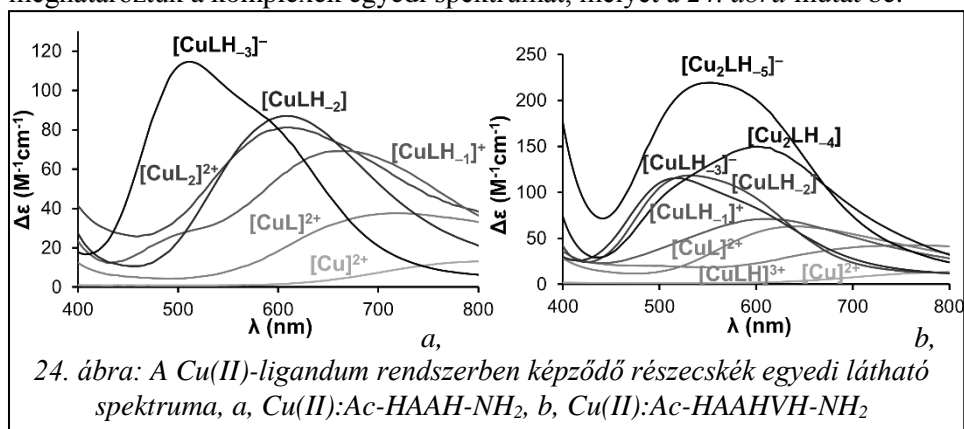 meghatároztuk a komplexek egyedi spektrumát, melyet a 24. ábra mutat be.
[CuLH₋₃]⁻
120
100
80
60
40
20
0
Δε (M⁻¹cm⁻¹)
[CuLH₋₂]
[CuL₂]²⁺
[CuLH₋₁]⁺
[CuL]²⁺
[Cu]²⁺
400 500 600 700 800
λ (nm)
a,
[Cu₂LH₋₅]⁻
250
200
150
100
50
0
Δε (M⁻¹cm⁻¹)
[Cu₂LH₋₄]
[CuLH₋₃]⁻
[CuLH₋₂]
[CuLH₋₁]⁺
[CuL]²⁺
[CuLH]³⁺
[Cu]²⁺
400 500 600 700 800
λ (nm)
b,
24. ábra: A Cu(II)-ligandum rendszerben képződő részecskék egyedi látható
spektruma, a, Cu(II):Ac-HAAH-NH₂, b, Cu(II):Ac-HAAHVH-NH₂